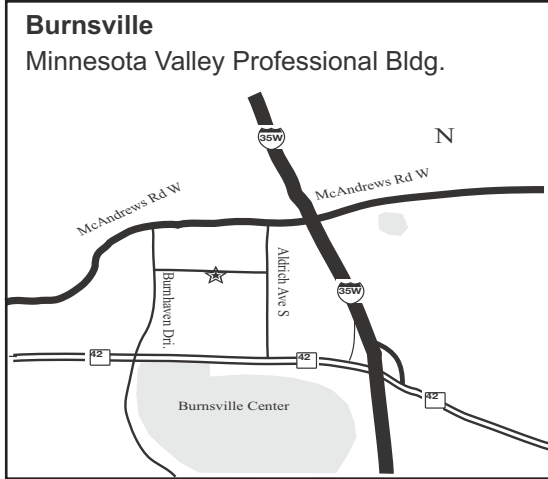 Burnsville
Minnesota Valley Professional Bldg.
35W
N
McAndrews Rd W
McAndrews Rd W
Burnhaven Dri.
Aldrich Ave S
35W
42
42
42
Burnsville Center